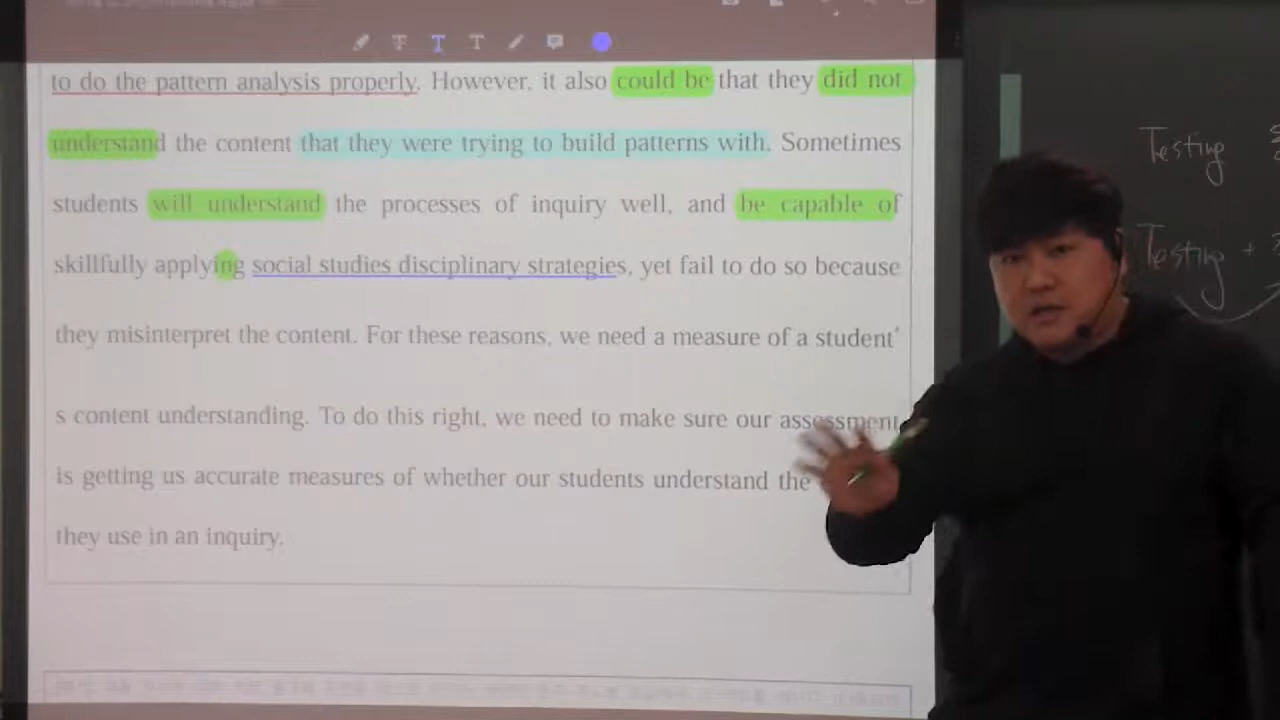 to do the pattern analysis properly. However, it also could be that they did not
understand the content that they were trying to build patterns with. Sometimes
students will understand the processes of inquiry well, and be capable of
skillfully applying social studies disciplinary strategies, yet fail to do so because
they misinterpret the content. For these reasons, we need a measure of a student'
s content understanding. To do this right, we need to make sure our assessment
is getting us accurate measures of whether our students understand the
they use in an inquiry.
Testing
Testing +